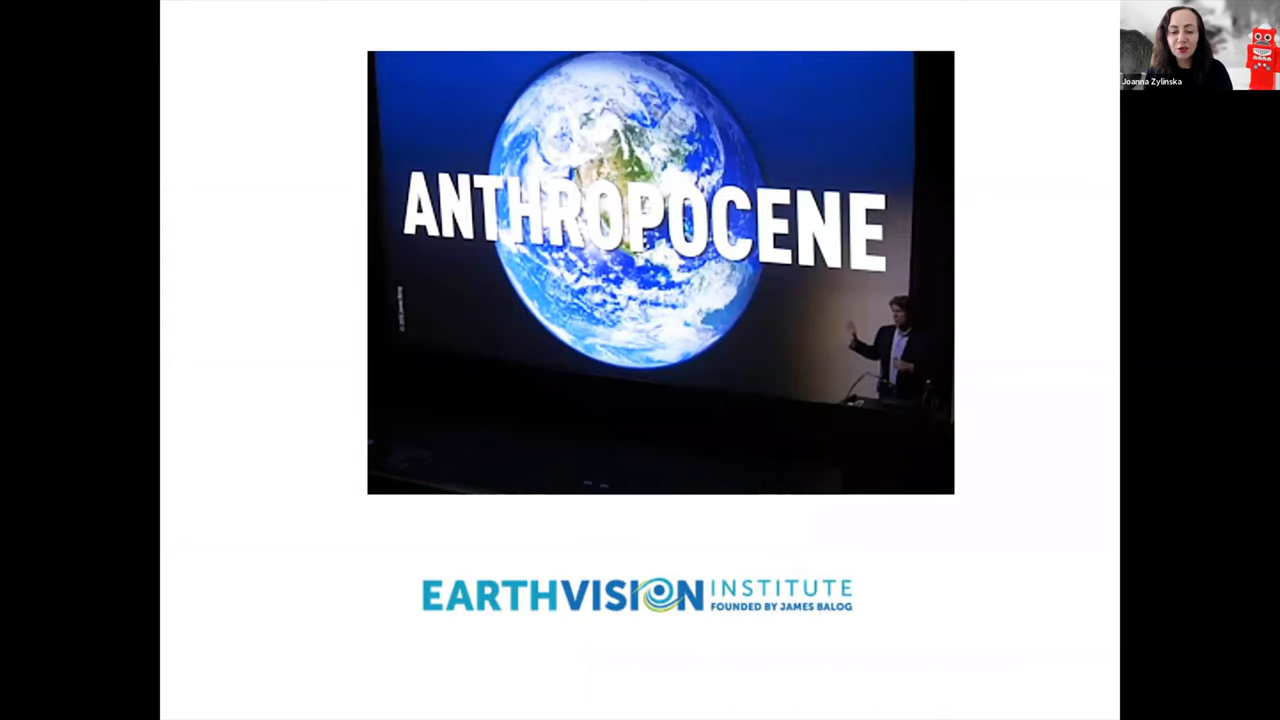 Joanna Zylinska
ANTHROPOCENE
EARTHVISION INSTITUTE
FOUNDED BY JAMES BALOG